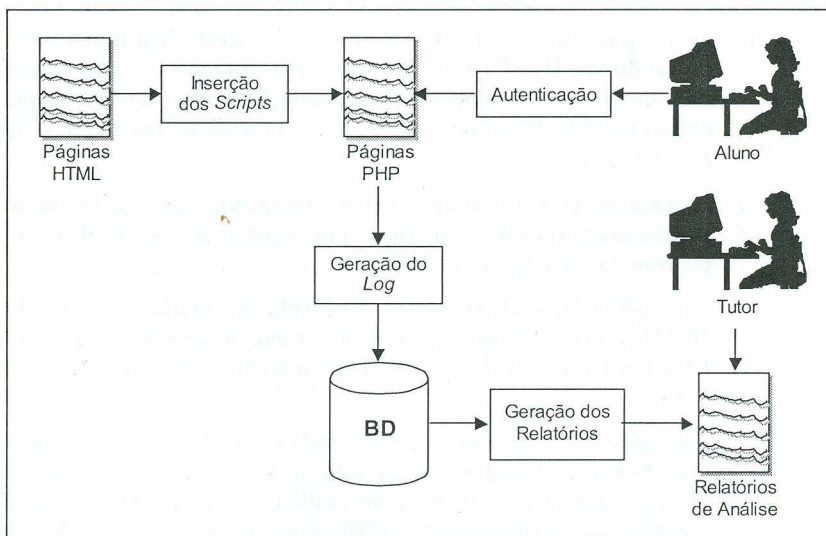 Páginas
HTML
Inserção
dos Scripts
Páginas
PHP
Autenticação
Aluno
Geração do
Log
Tutor
BD
Geração dos
Relatórios
Relatórios
de Análise